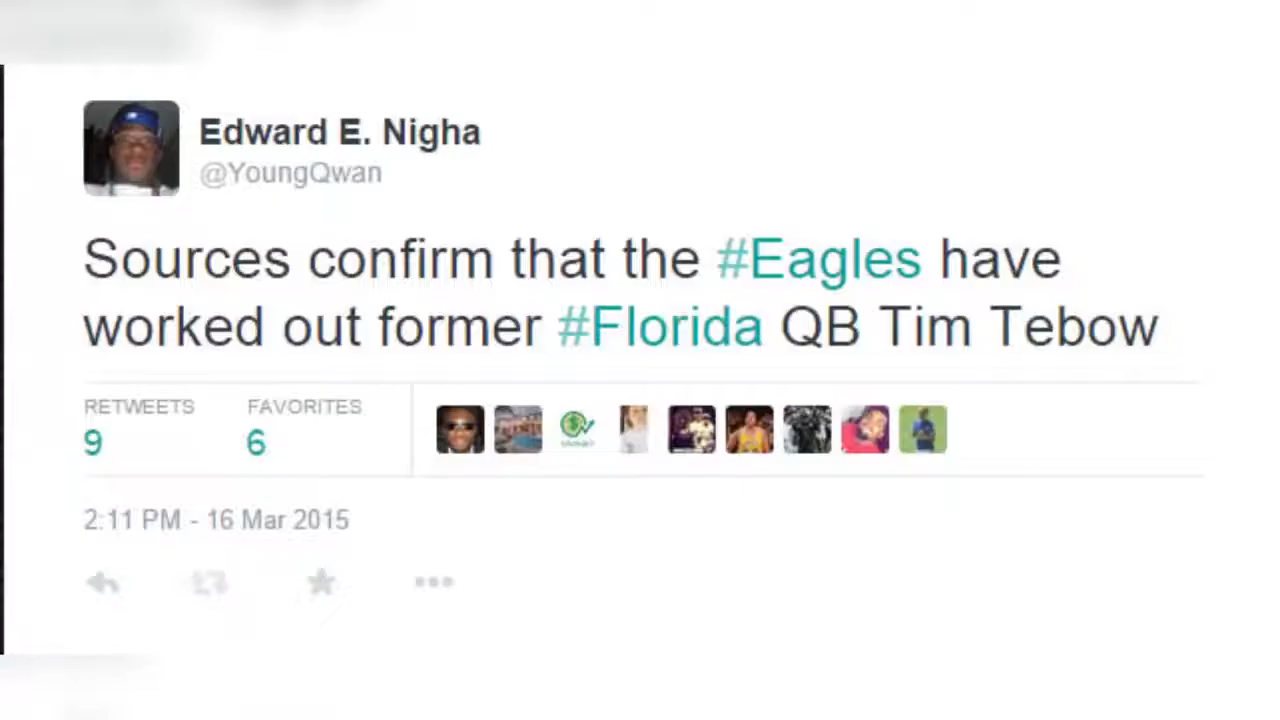 Edward E. Nigha
@YoungQwan
Sources confirm that the #Eagles have
worked out former #Florida QB Tim Tebow
RETWEETS FAVORITES
9 6
2:11 PM - 16 Mar 2015